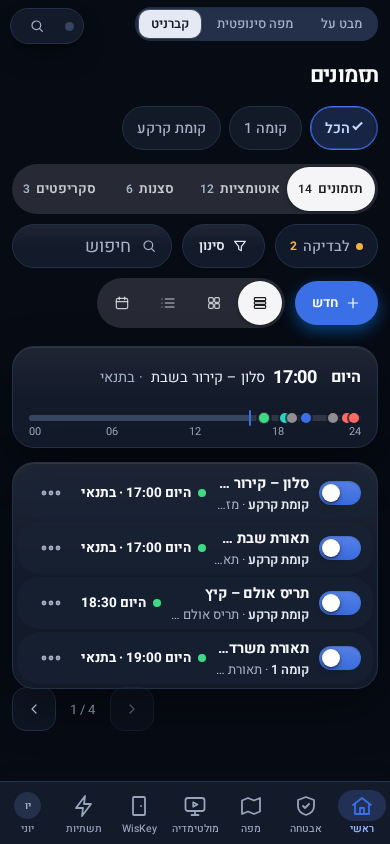 מבט על
מפה סינופטית
קברניט
תזמונים
הכל
קומה 1
קומת קרקע
תזמונים 14
אוטומציות 12
סצנות 6
סקריפטים 3
לבדיקה 2
סינון
חיפוש
חדש
היום 17:00 סלון – קירור בשבת · בתנאי
00 06 12 18 24
סלון – קירור ...
קומת קרקע · מז...
היום 17:00 · בתנאי
תאורת שבת ...
קומת קרקע · תא...
היום 17:00 · בתנאי
תריס אולם – קיץ
קומת קרקע · תריס אולם ...
היום 18:30
תאורת משרד...
קומה 1 · תאורת ...
היום 19:00 · בתנאי
1 / 4
ראשי
אבטחה
מפה
מולטימדיה
WisKey
תשתיות
יו
יוני